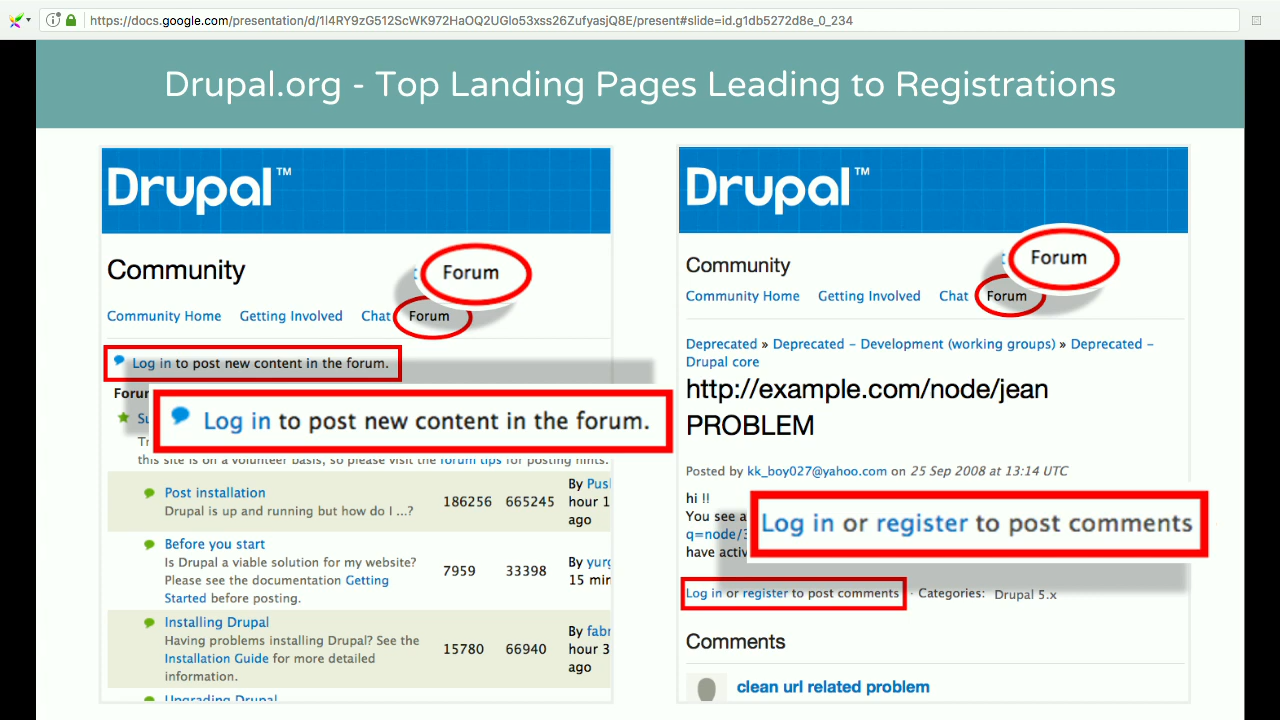 https://docs.google.com/presentation/d/1l4RY9zG512ScWK972HaOQ2UGlo53xss26ZufyasjQ8E/present#slide=id.g1db5272d8e_0_234
Drupal.org - Top Landing Pages Leading to Registrations
Drupal™
Community
Forum
Community Home Getting Involved Chat Forum
Log in to post new content in the forum.
Log in to post new content in the forum.
this site is on a volunteer basis, so please visit the forum tips for posting hints.
Post installation
Drupal is up and running but how do I ...?
186256 665245
By
hour 1
ago
Before you start
Is Drupal a viable solution for my website?
Please see the documentation Getting
Started before posting.
7959 33398
By
15
Installing Drupal
Having problems installing Drupal? See the
Installation Guide for more detailed
information.
15780 66940
By
hour 3
ago
Upgrading Drupal
Drupal™
Community
Forum
Community Home Getting Involved Chat Forum
Deprecated » Deprecated – Development (working groups) » Deprecated –
Drupal core
http://example.com/node/jean
PROBLEM
Posted by kk_boy027@yahoo.com on 25 Sep 2008 at 13:14 UTC
hi !!
You see
have
Log in or register to post comments
Log in or register to post comments · Categories: Drupal 5.x
Comments
clean url related problem